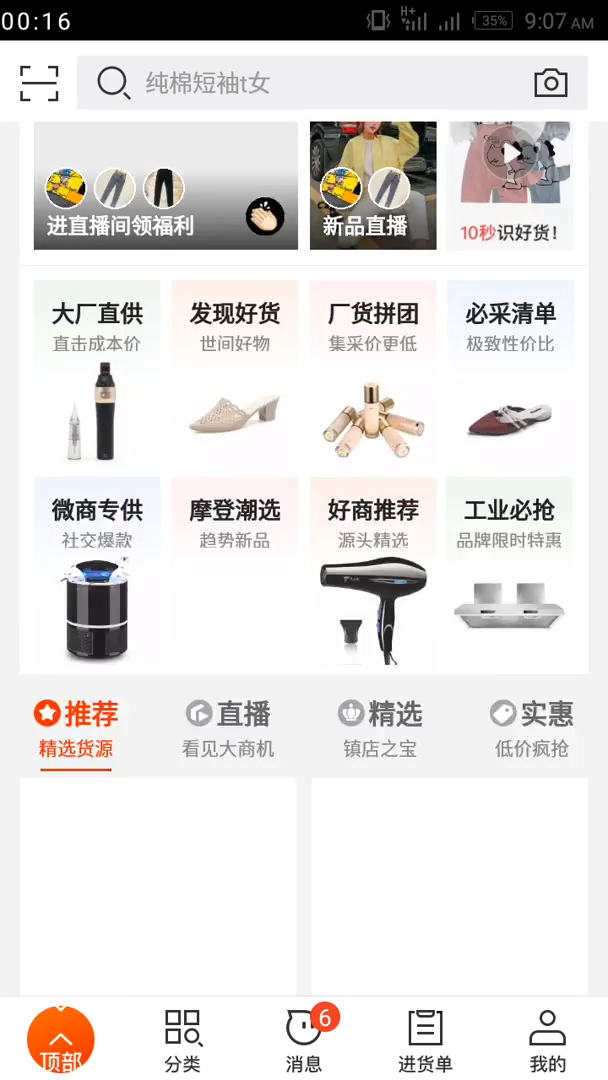 00:16
H+
35%
9:07 AM
纯棉短袖t女
进直播间领福利
新品直播
10秒识好货!
大厂直供
发现好货
厂货拼团
必采清单
直击成本价
世间好物
集采价更低
极致性价比
微商专供
摩登潮选
好商推荐
工业必抢
社交爆款
趋势新品
源头精选
品牌限时特惠
推荐
直播
精选
实惠
精选货源
看见大商机
镇店之宝
低价疯抢
6
顶部
分类
消息
进货单
我的